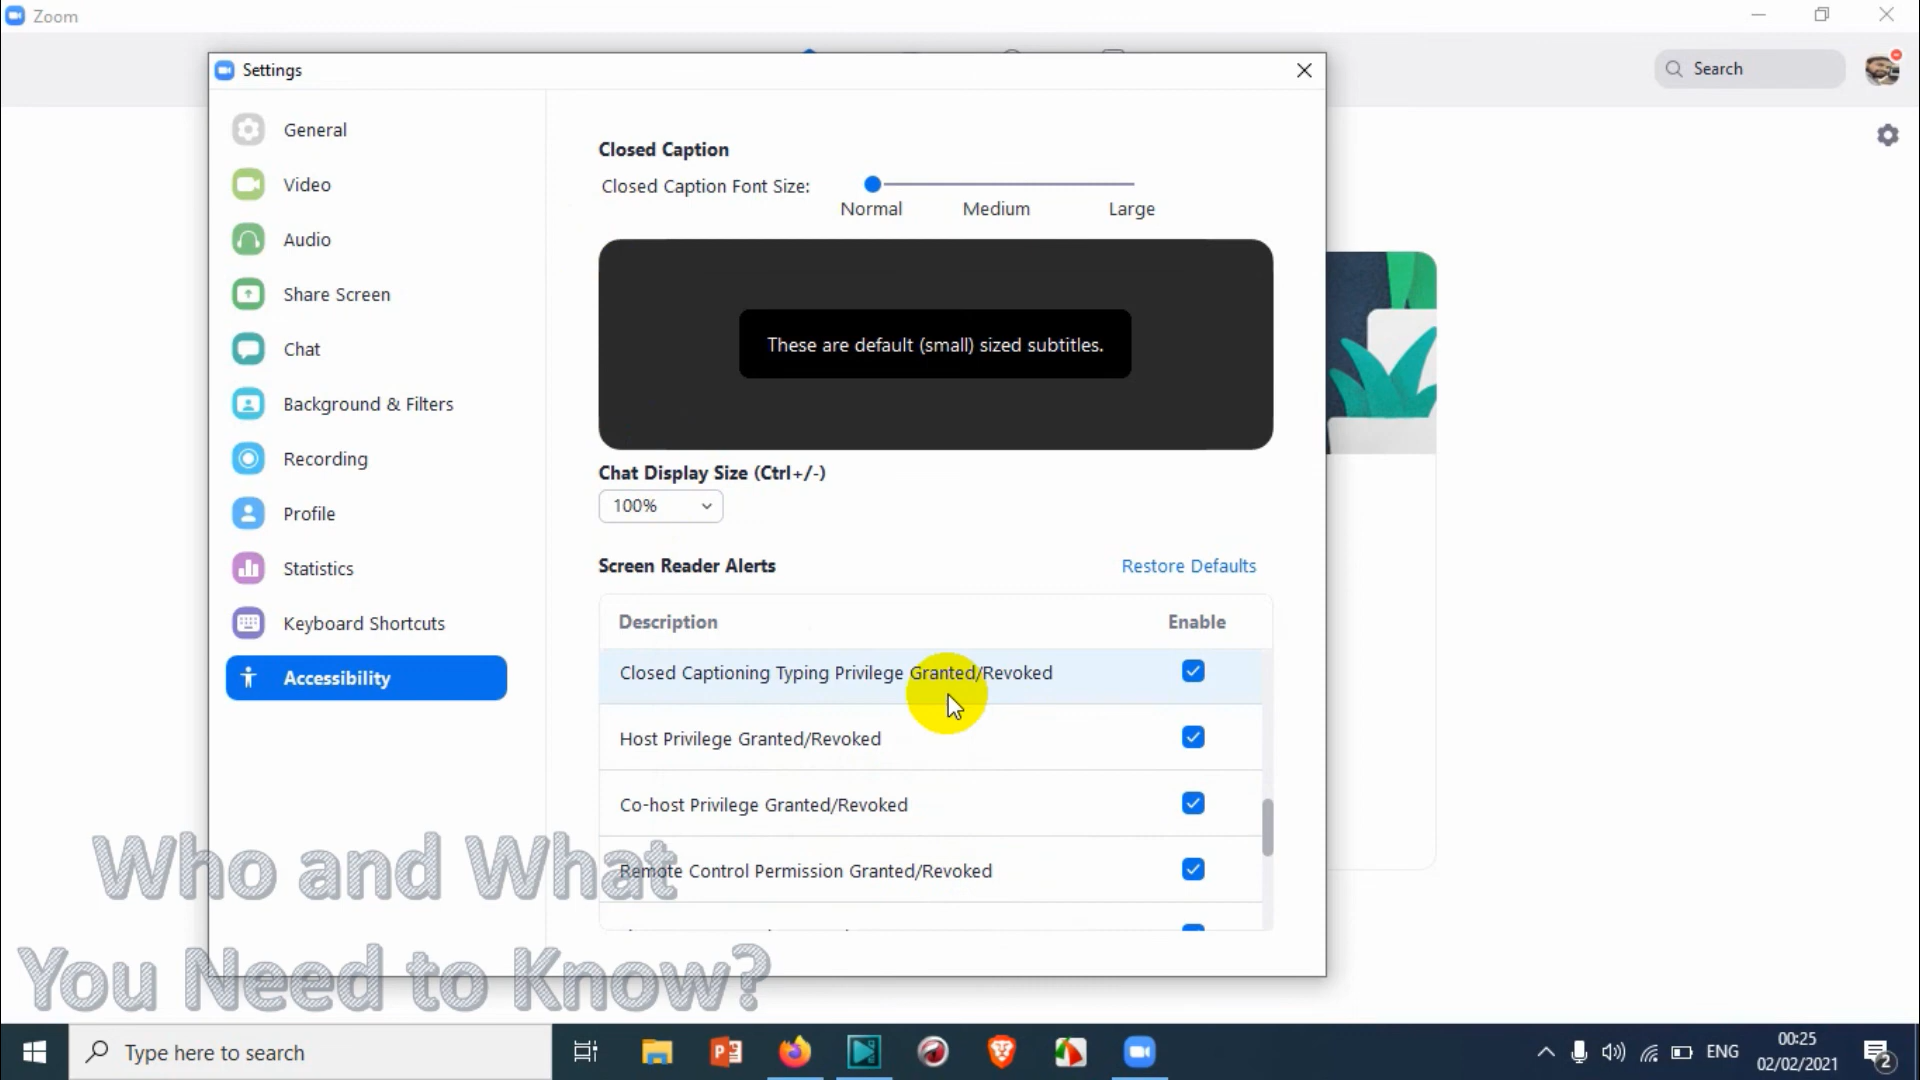 Zoom
Search
Settings
General
Video
Audio
Share Screen
Chat
Background & Filters
Recording
Profile
Statistics
Keyboard Shortcuts
Accessibility
Closed Caption
Closed Caption Font Size:
Normal Medium Large
These are default (small) sized subtitles.
Chat Display Size (Ctrl+/-)
100%
Screen Reader Alerts Restore Defaults
Description Enable
Closed Captioning Typing Privilege Granted/Revoked
Host Privilege Granted/Revoked
Co-host Privilege Granted/Revoked
Remote Control Permission Granted/Revoked
Who and What
You Need to Know?
Type here to search
ENG
00:25
02/02/2021
2